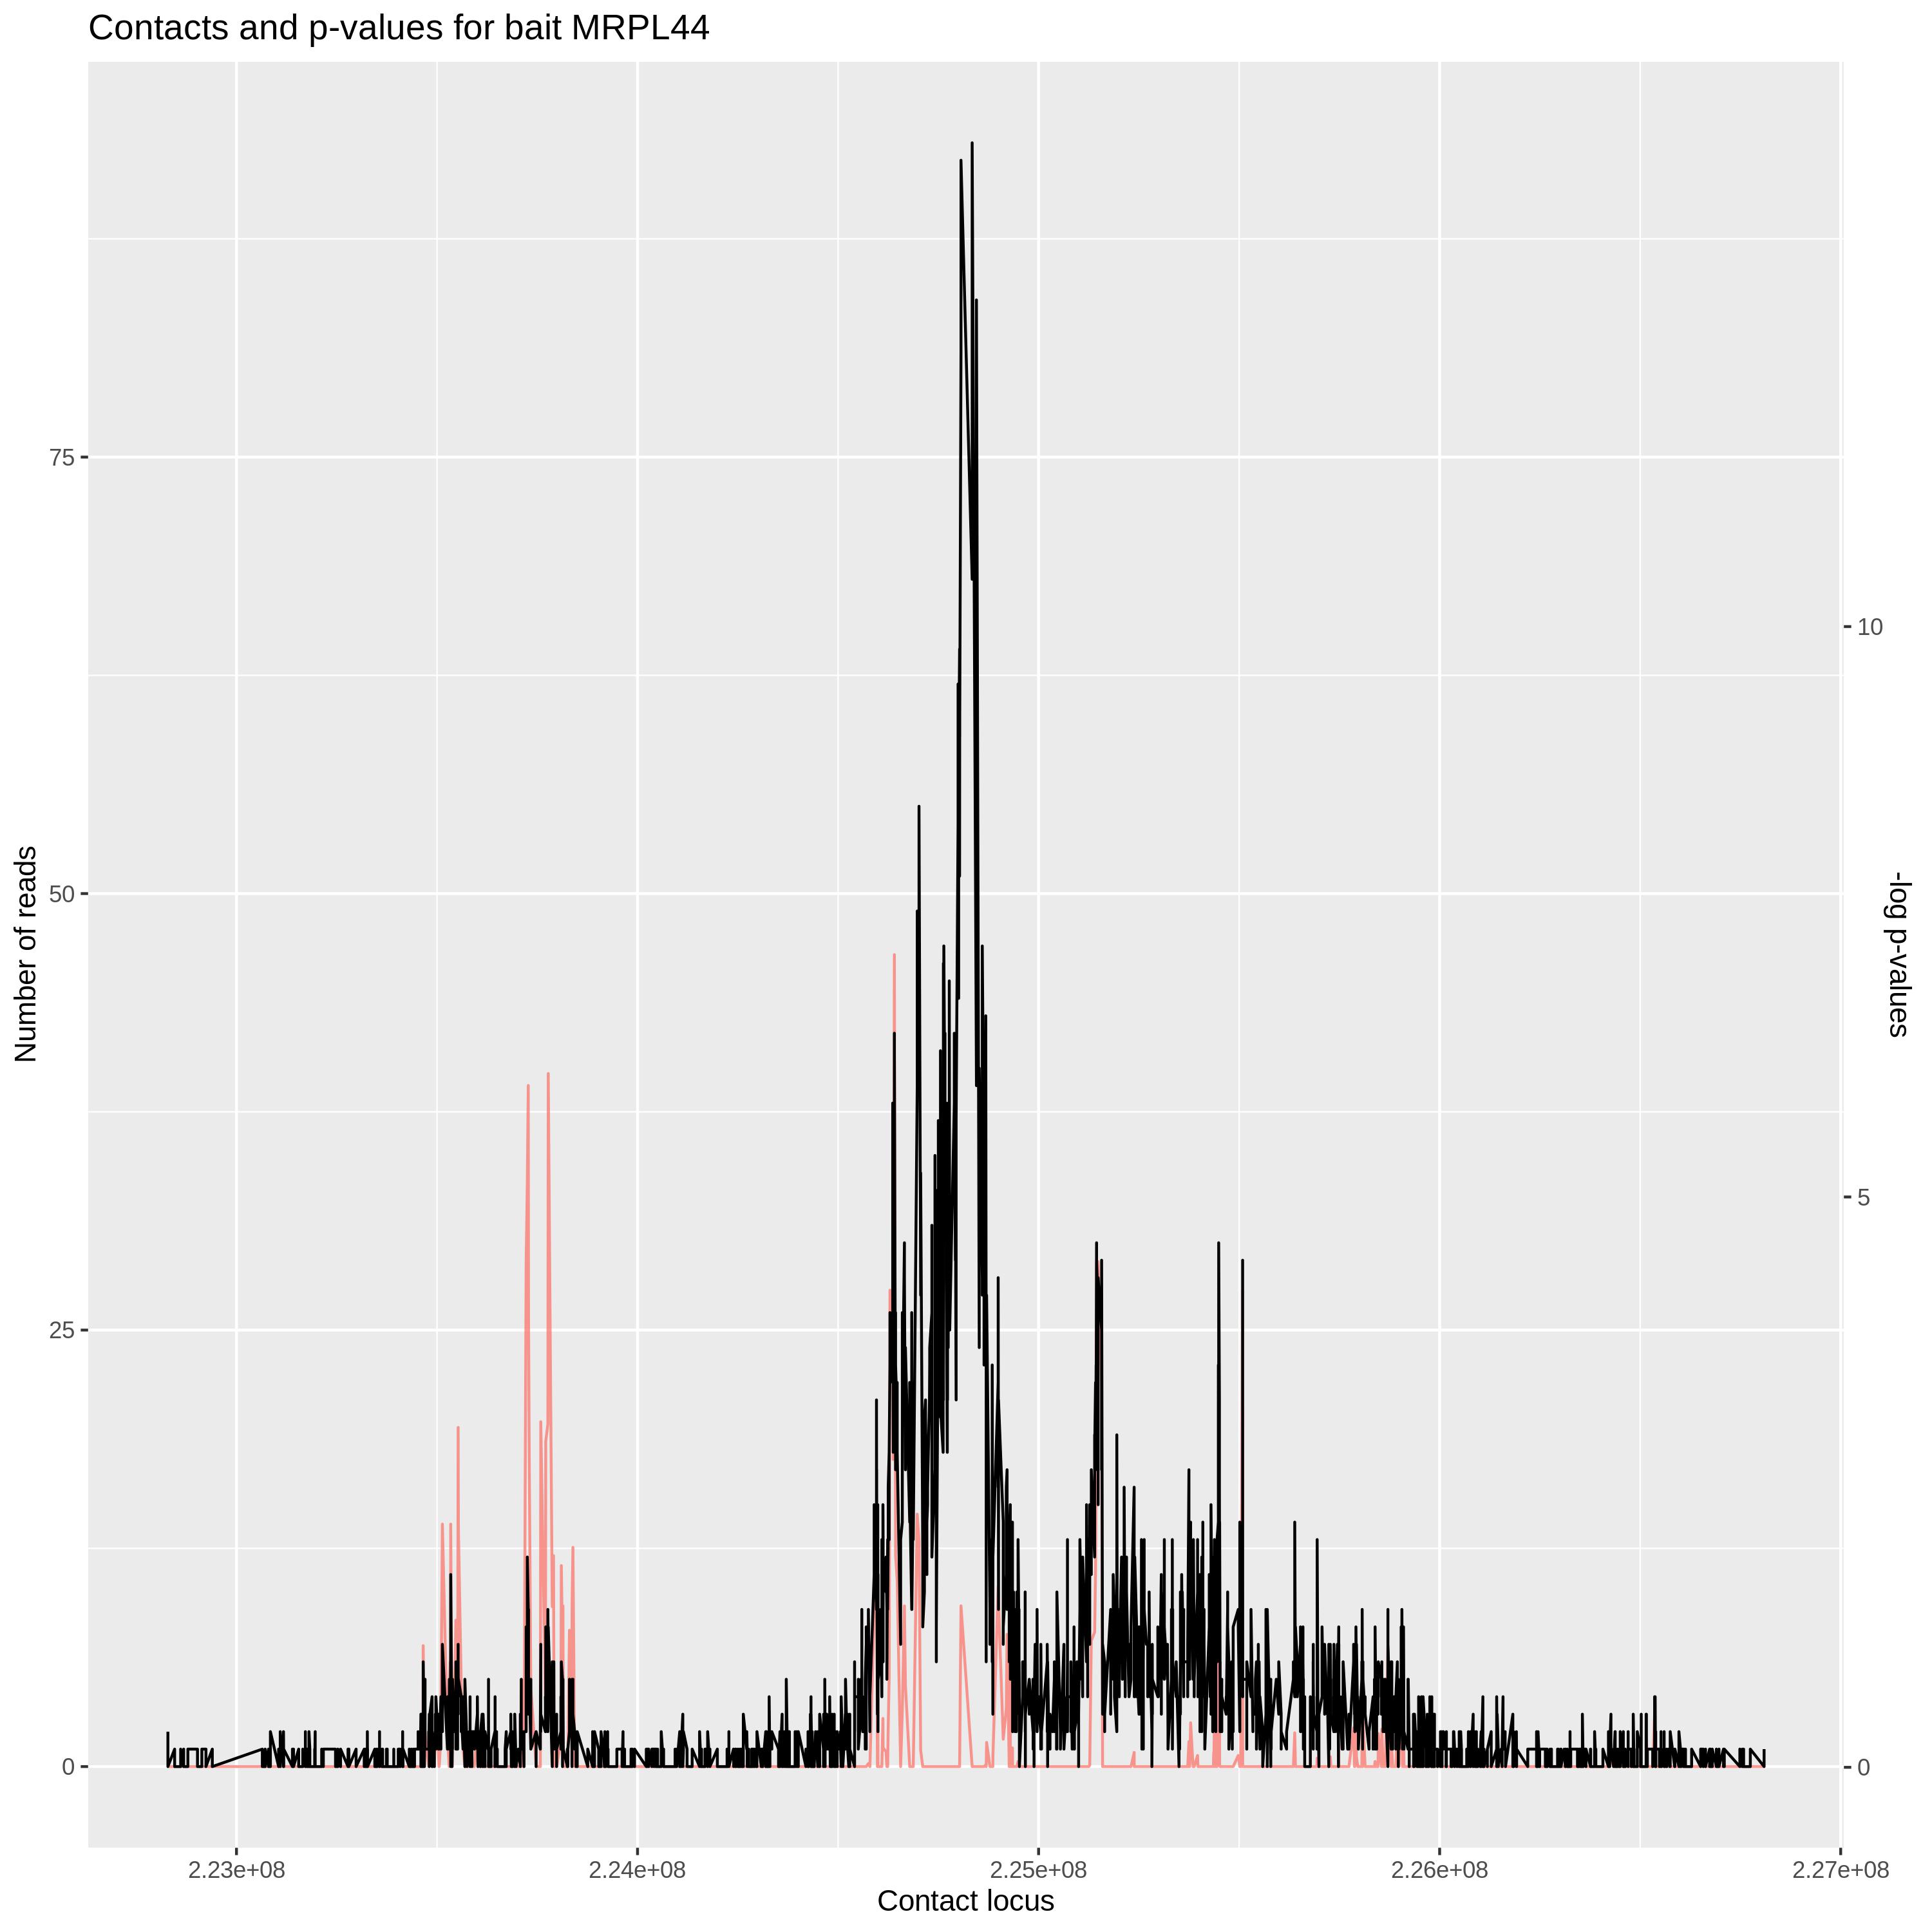 Contacts and p-values for bait MRPL44
Number of reads
75
50
25
0
10
5
0
-log p-values
2.23e+08
2.24e+08
2.25e+08
2.26e+08
2.27e+08
Contact locus